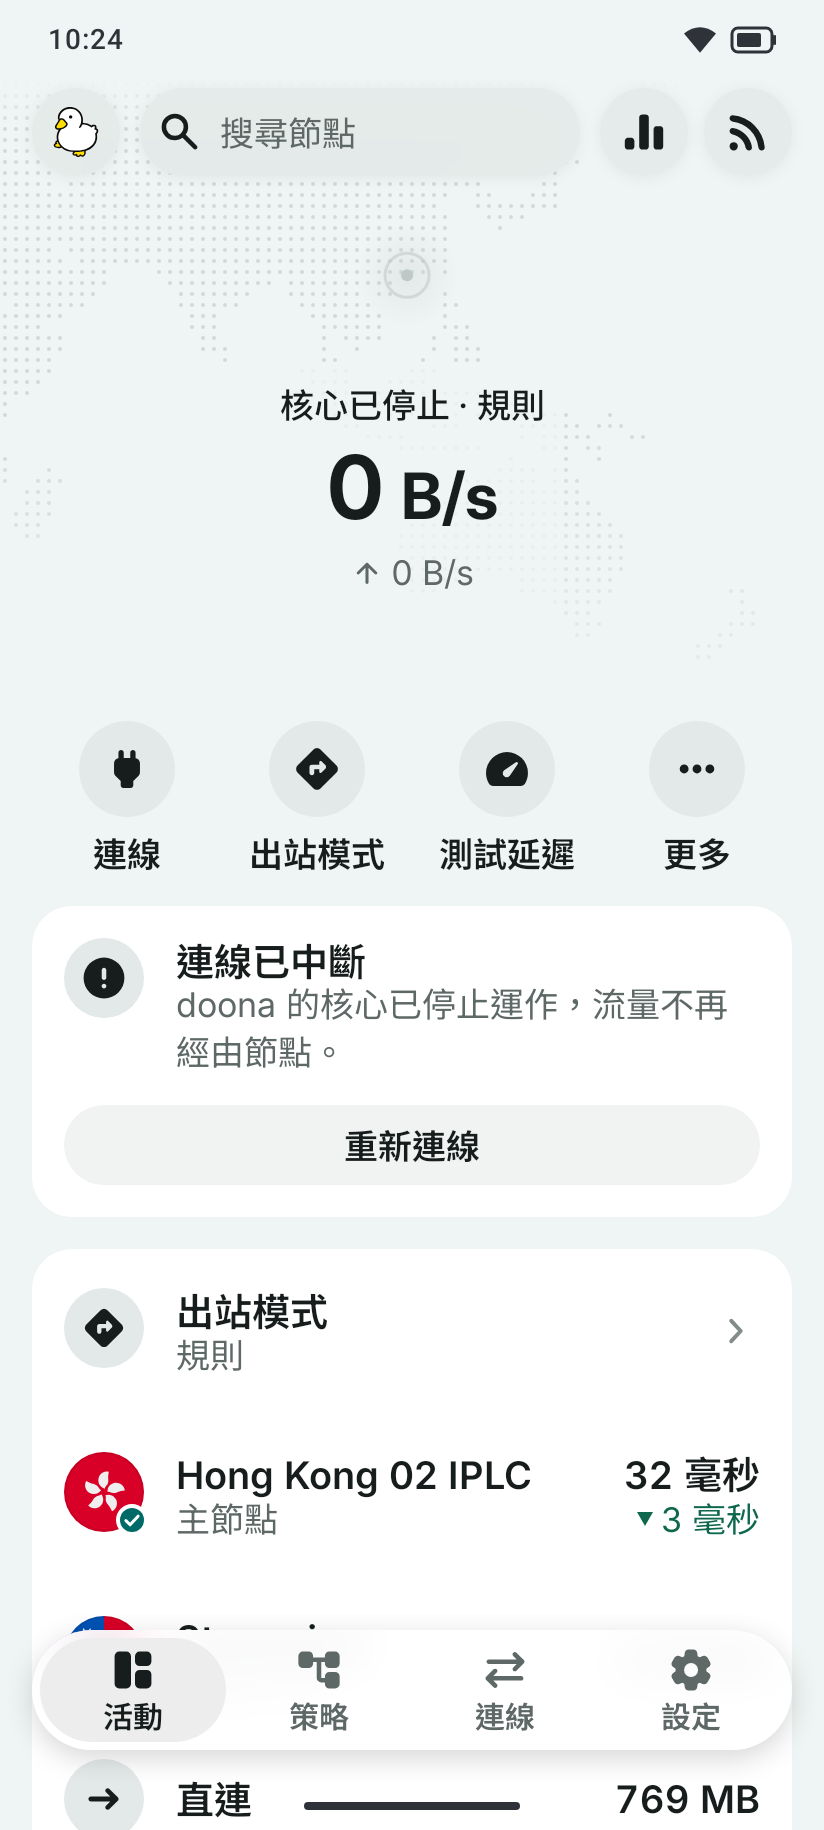 10:24
搜尋節點
核心已停止 · 規則
0 B/s
↑ 0 B/s
連線
出站模式
測試延遲
更多
連線已中斷
doona 的核心已停止運作，流量不再
經由節點。
重新連線
出站模式
規則
Hong Kong 02 IPLC
32 毫秒
主節點
▼3 毫秒
活動
策略
連線
設定
直連
769 MB